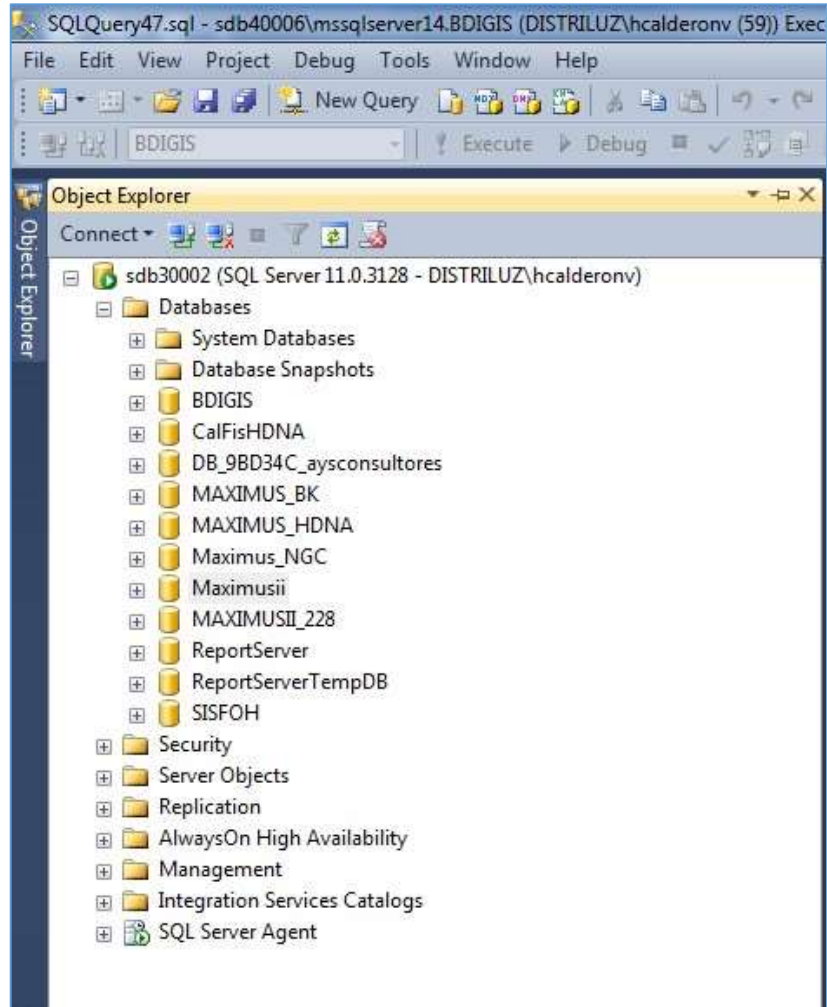 SQLQuery47.sql - sdb40006\mssqlserver14.BDIGIS (DISTRILUZ\hcalderonv (59)) Exec
File Edit View Project Debug Tools Window Help
New Query
BDIGIS Execute Debug
Object Explorer
Object Explorer
Connect
sdb30002 (SQL Server 11.0.3128 - DISTRILUZ\hcalderonv)
Databases
System Databases
Database Snapshots
BDIGIS
CalFisHDNA
DB_9BD34C_aysconsultores
MAXIMUS_BK
MAXIMUS_HDNA
Maximus_NGC
Maximusii
MAXIMUSII_228
ReportServer
ReportServerTempDB
SISFOH
Security
Server Objects
Replication
AlwaysOn High Availability
Management
Integration Services Catalogs
SQL Server Agent